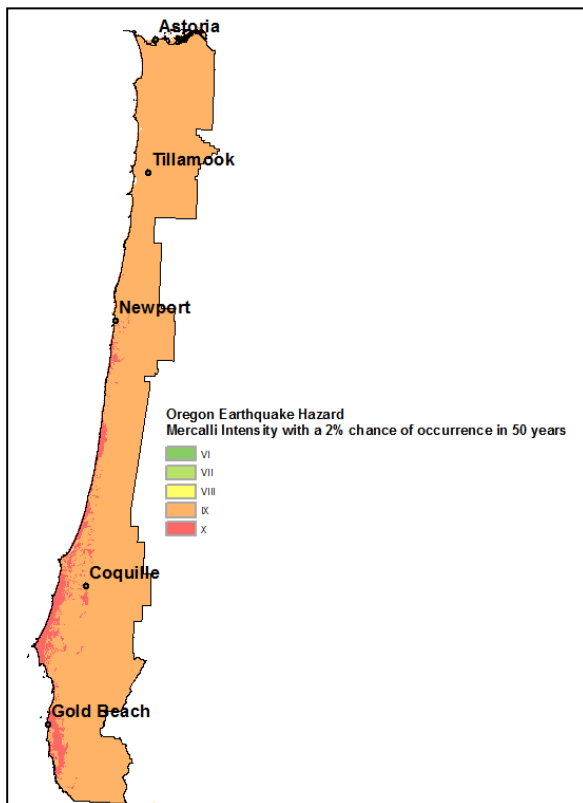 Astoria
Tillamook
Newport
Oregon Earthquake Hazard
Mercalli Intensity with a 2% chance of occurrence in 50 years
VI
VII
VIII
IX
X
Coquille
Gold Beach